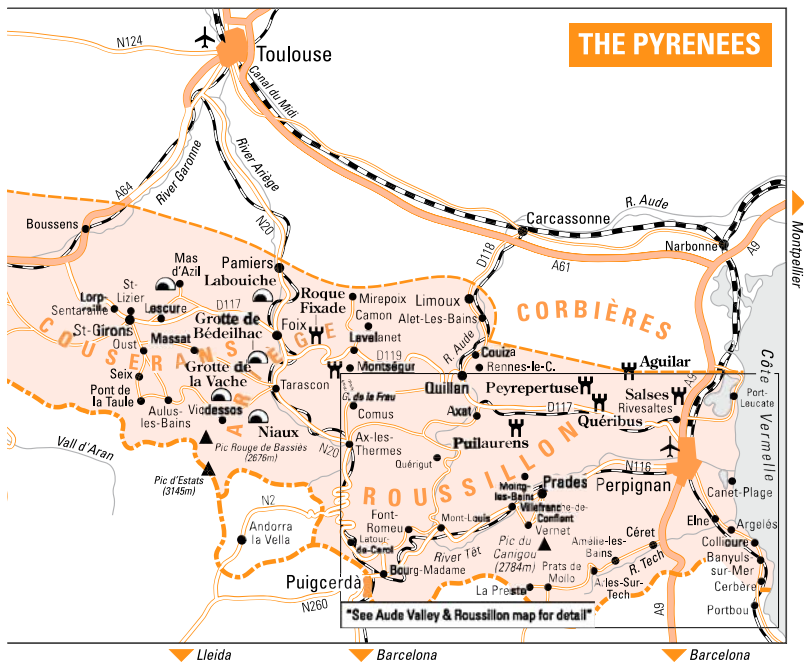 THE PYRENEES
N124
Toulouse
Canal du Midi
River Garonne
River Ariège
A64
N20
R. Aude
Carcassonne
Montpellier
Boussens
Narbonne
A9
D118
A61
Mas
d'Azil
Pamiers
Labouiche
Roque
Fixade
Mirepoix
Limoux
CORBIÈRES
Lorp-
Sentaraille
St-
Lizier
Lescure
D117
Camon
Alet-Les-Bains
St-Girons
Grotte de
Bédeilhac
Foix
Lavelanet
R. Aude
COUSERANS
ARIEGE
Oust
Massat
D119
Couiza
Rennes-le-C.
Aguilar
Montségur
Seix
Grotte de
la Vache
Tarascon
Quillan
Peyrepertuse
Salses
A9
Côte Vermelle
Port-
Leucate
Pont de
la Taule
Aulus-
les-Bains
Vicdessos
G. de la Frau
Comus
Axat
D117
Rivesaltes
Quéribus
Niaux
Vall d'Aran
Pic Rouge de Bassiès
(2676m)
N20
Ax-les-
Thermes
Puilaurens
Quérigut
ROUSSILLON
Pic d'Estats
(3145m)
N116
Perpignan
Canet-Plage
N2
Andorra
la Vella
Font-
Romeu
Mont-Louis
Molitg-
les-Bains
Prades
Villefranche-de-
Conflent
Vernet
Elne
Argelès
Latour-
de-Carol
River Têt
Pic du
Canigou
(2784m)
Amélie-les-
Bains
Céret
Collioure
Banyuls-
sur-Mer
Bourg-Madame
Prats de
Mollo
R. Tech
Cerbère
Puigcerdà
La Presta
Arles-Sur-
Tech
N260
"See Aude Valley & Roussillon map for detail"
A9
Portbou
Lleida
Barcelona
Barcelona